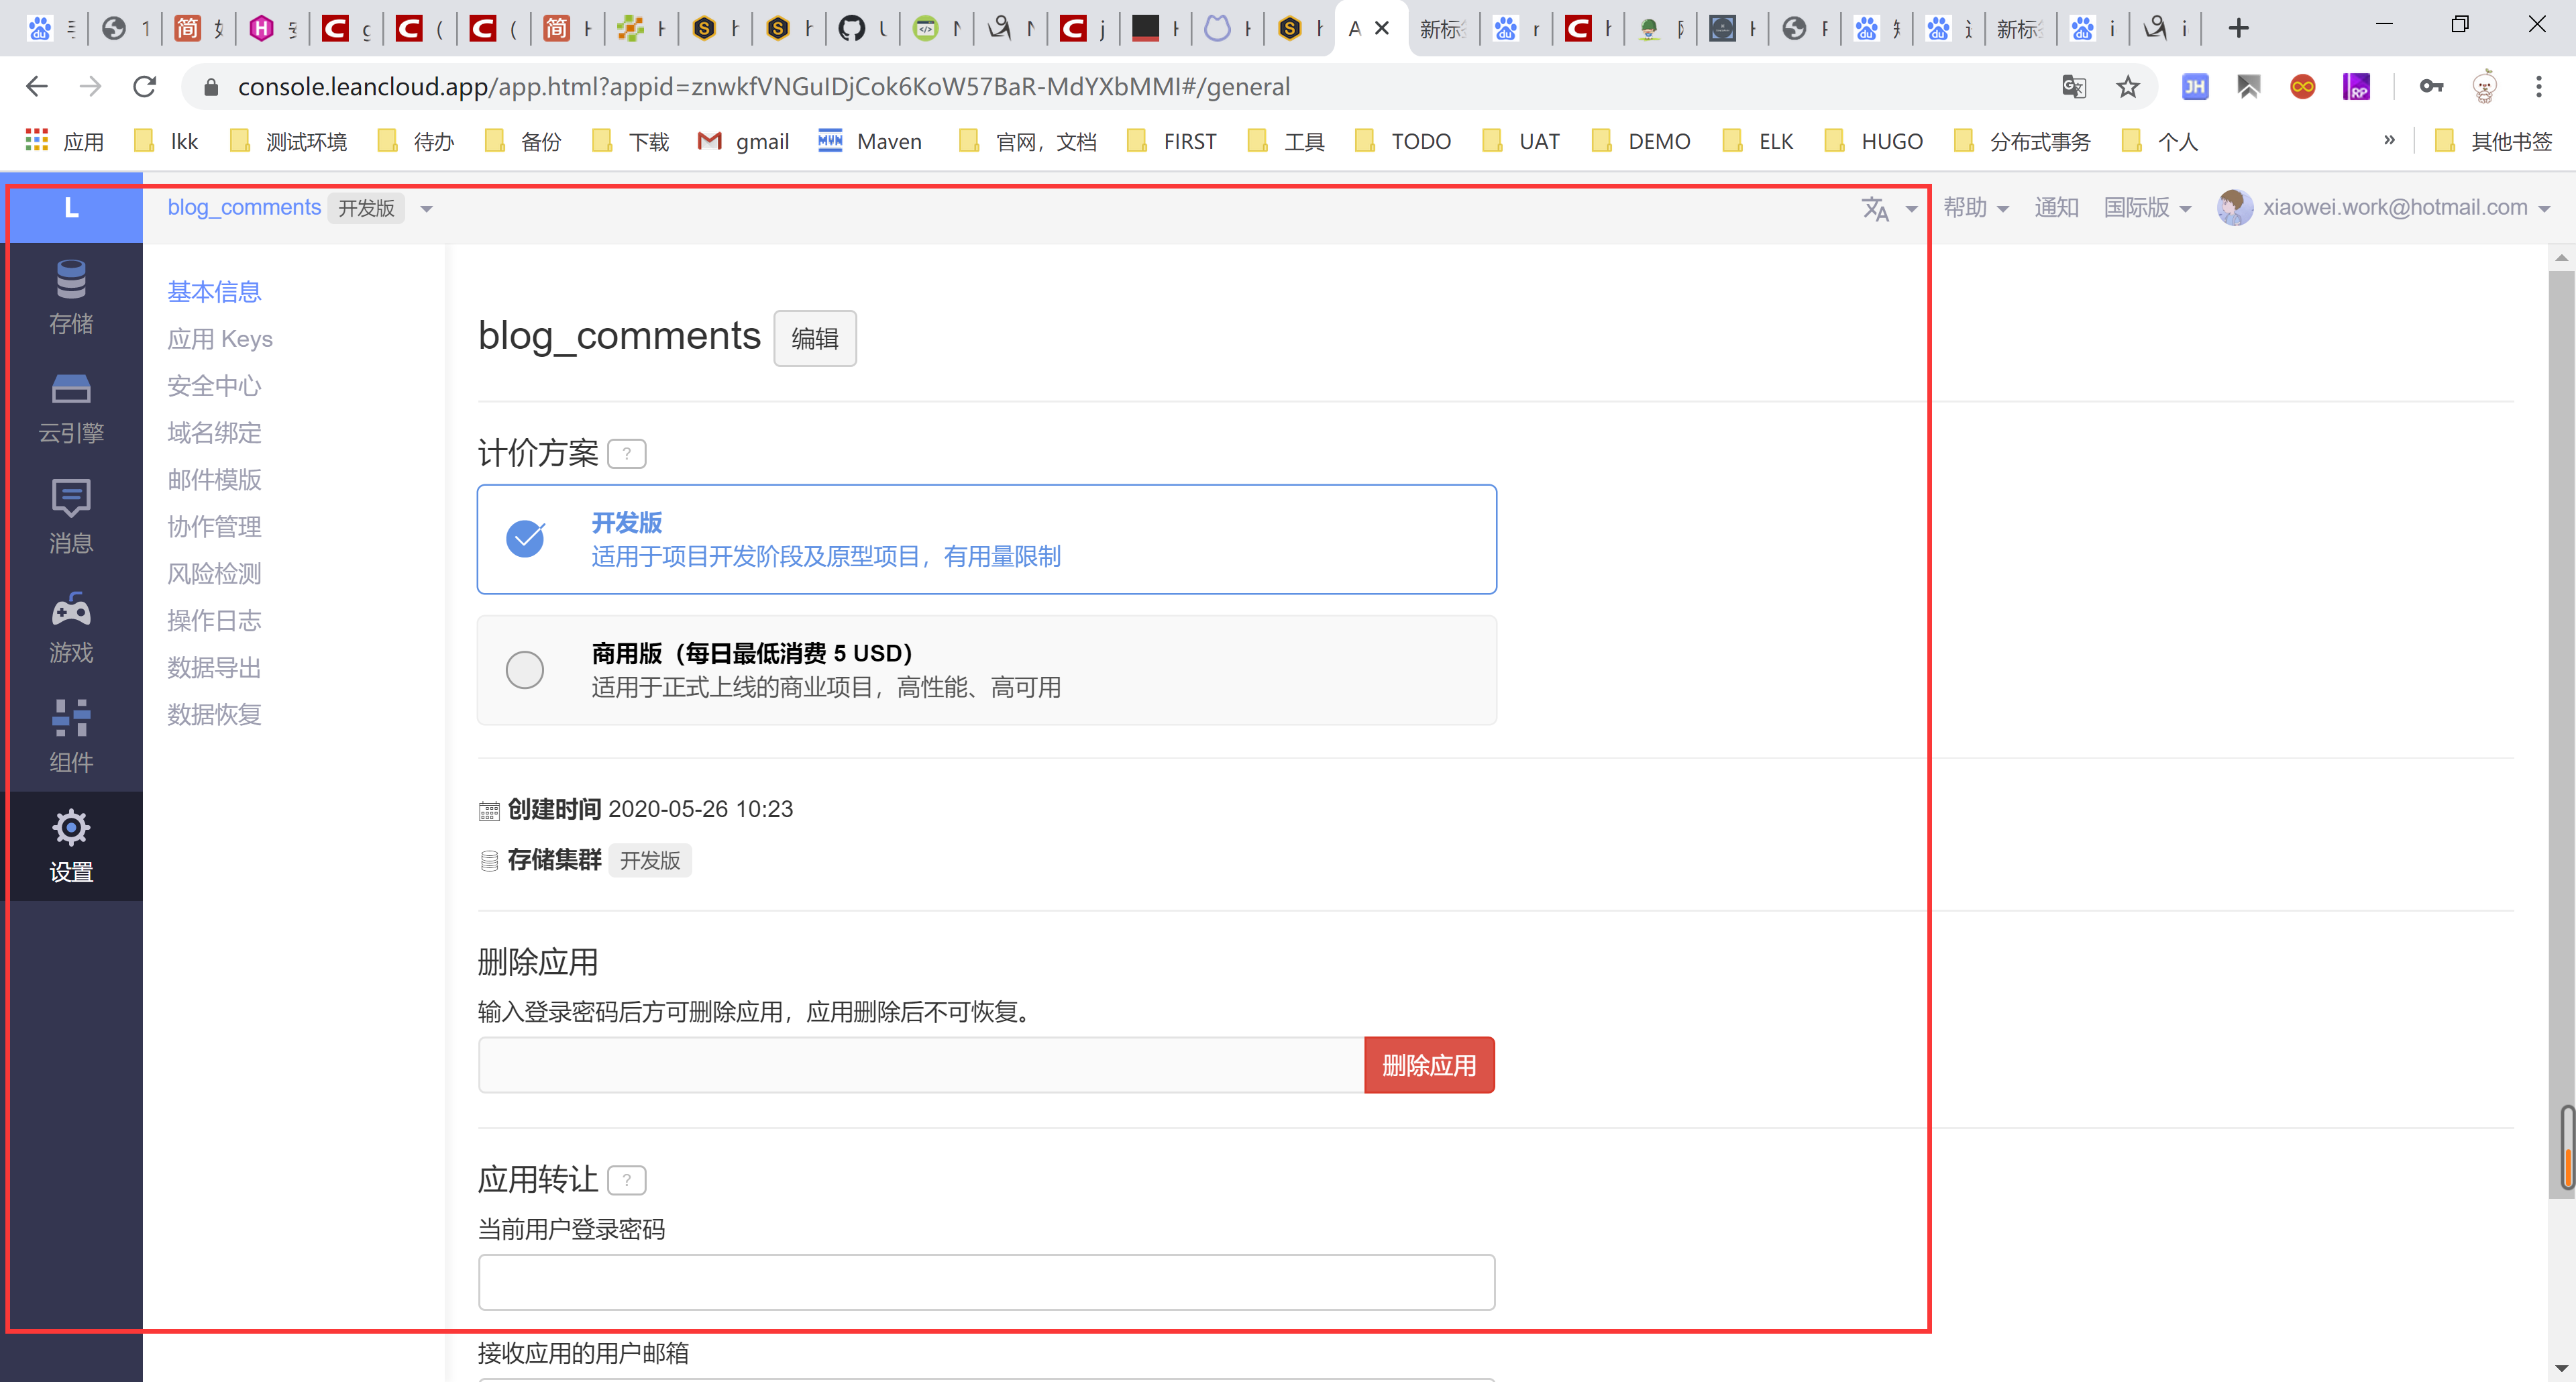 console.leancloud.app/app.html?appid=znwkfVNGuIDjCok6KoW57BaR-MdYXbMMI#/general
应用 lkk 测试环境 待办 备份 下载 gmail Maven 官网，文档 FIRST 工具 TODO UAT DEMO ELK HUGO 分布式事务 个人 » 其他书签
L blog_comments 开发版 帮助 通知 国际版 xiaowei.work@hotmail.com
存储
云引擎
消息
游戏
组件
设置
基本信息
应用 Keys
安全中心
域名绑定
邮件模版
协作管理
风险检测
操作日志
数据导出
数据恢复
blog_comments 编辑
计价方案 ?
开发版
适用于项目开发阶段及原型项目，有用量限制
商用版（每日最低消费 5 USD）
适用于正式上线的商业项目，高性能、高可用
创建时间 2020-05-26 10:23
存储集群 开发版
删除应用
输入登录密码后方可删除应用，应用删除后不可恢复。
删除应用
应用转让 ?
当前用户登录密码
接收应用的用户邮箱